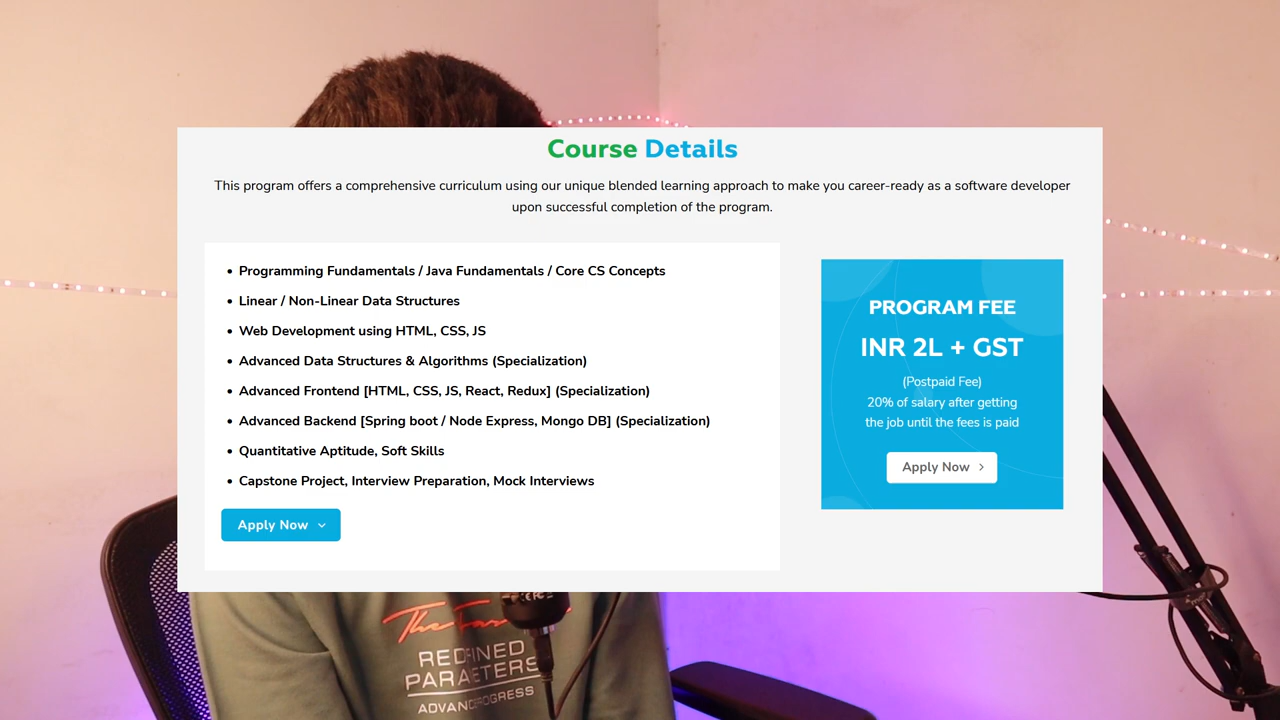 Course Details
This program offers a comprehensive curriculum using our unique blended learning approach to make you career-ready as a software developer
upon successful completion of the program.
• Programming Fundamentals / Java Fundamentals / Core CS Concepts
• Linear / Non-Linear Data Structures
• Web Development using HTML, CSS, JS
• Advanced Data Structures & Algorithms (Specialization)
• Advanced Frontend [HTML, CSS, JS, React, Redux] (Specialization)
• Advanced Backend [Spring boot / Node Express, Mongo DB] (Specialization)
• Quantitative Aptitude, Soft Skills
• Capstone Project, Interview Preparation, Mock Interviews
Apply Now
PROGRAM FEE
INR 2L + GST
(Postpaid Fee)
20% of salary after getting
the job until the fees is paid
Apply Now
The
REDEFINED
PARAMETERS